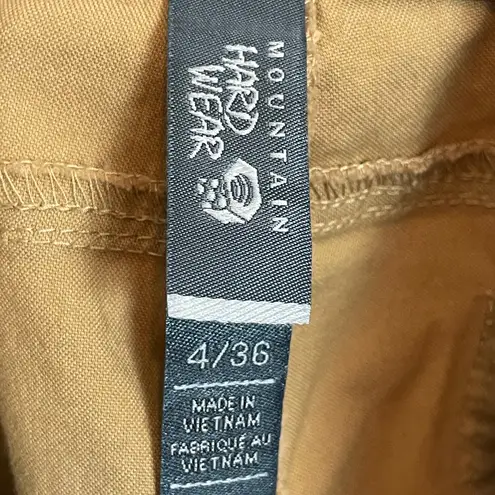 MOUNTAIN
HARD
WEAR
4/36
MADE IN
VIETNAM
FABRIQUÉ AU
VIETNAM